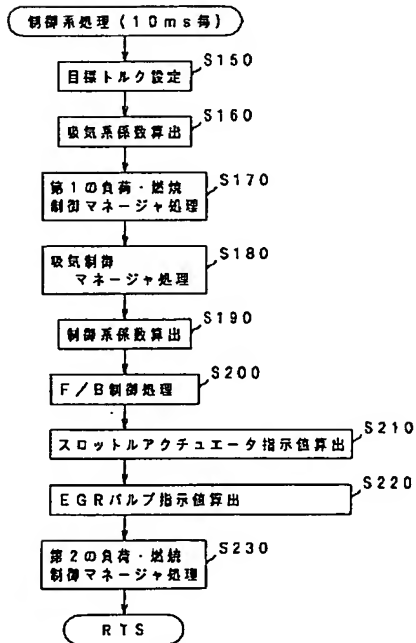 制御系処理(10ms毎)
S150
目標トルク設定
S160
吸気系係数算出
S170
第1の負荷・燃焼
制御マネージャ処理
S180
吸気制御
マネージャ処理
S190
制御系係数算出
S200
F/B制御処理
S210
スロットルアクチュエータ指示値算出
S220
EGRバルブ指示値算出
S230
第2の負荷・燃焼
制御マネージャ処理
RTS